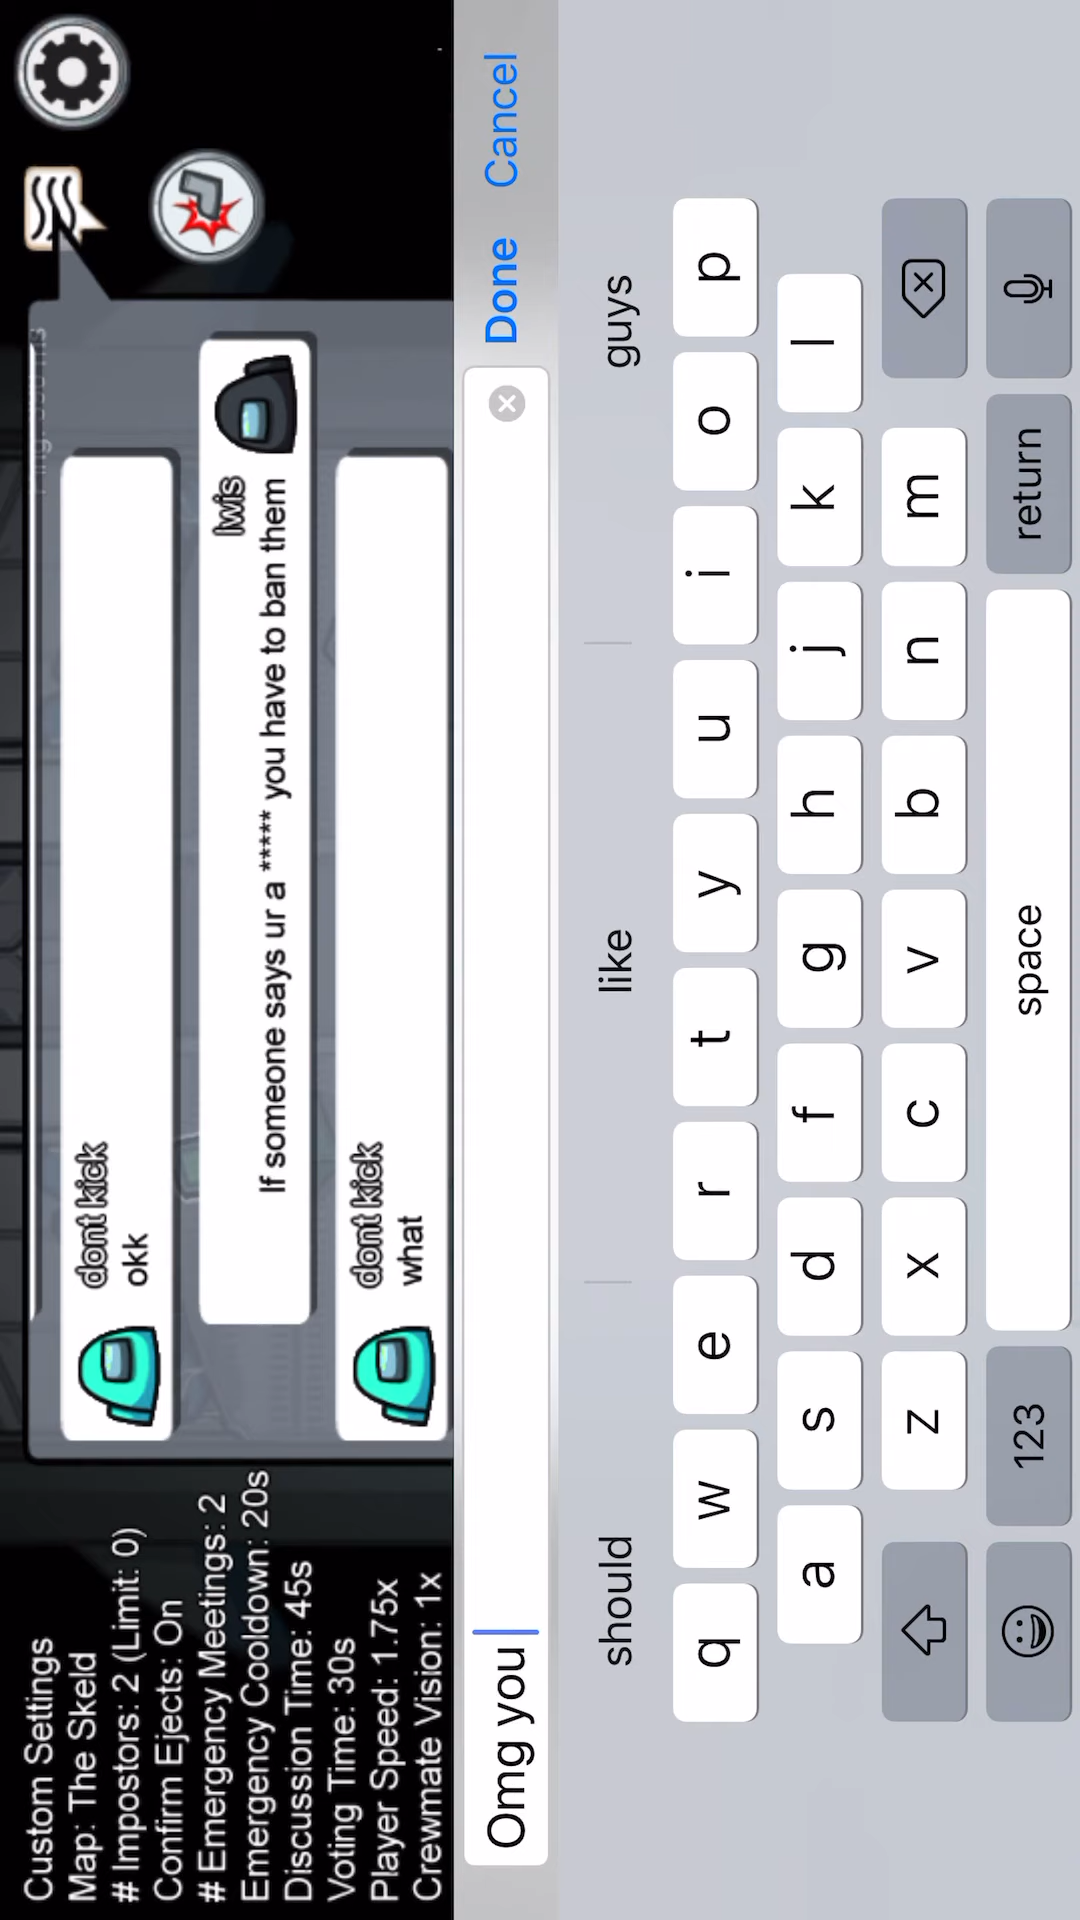 Custom Settings
Map: The Skeld
# Impostors: 2 (Limit: 0)
Confirm Ejects: On
# Emergency Meetings: 2
Emergency Cooldown: 20s
Discussion Time: 45s
Voting Time: 30s
Player Speed: 1.75x
Crewmate Vision: 1x
dont kick
okk
lwis
If someone says ur a ***** you have to ban them
dont kick
what
Omg you
Done
Cancel
should like guys
q w e r t y u i o p
a s d f g h j k l
z x c v b n m
123 space return